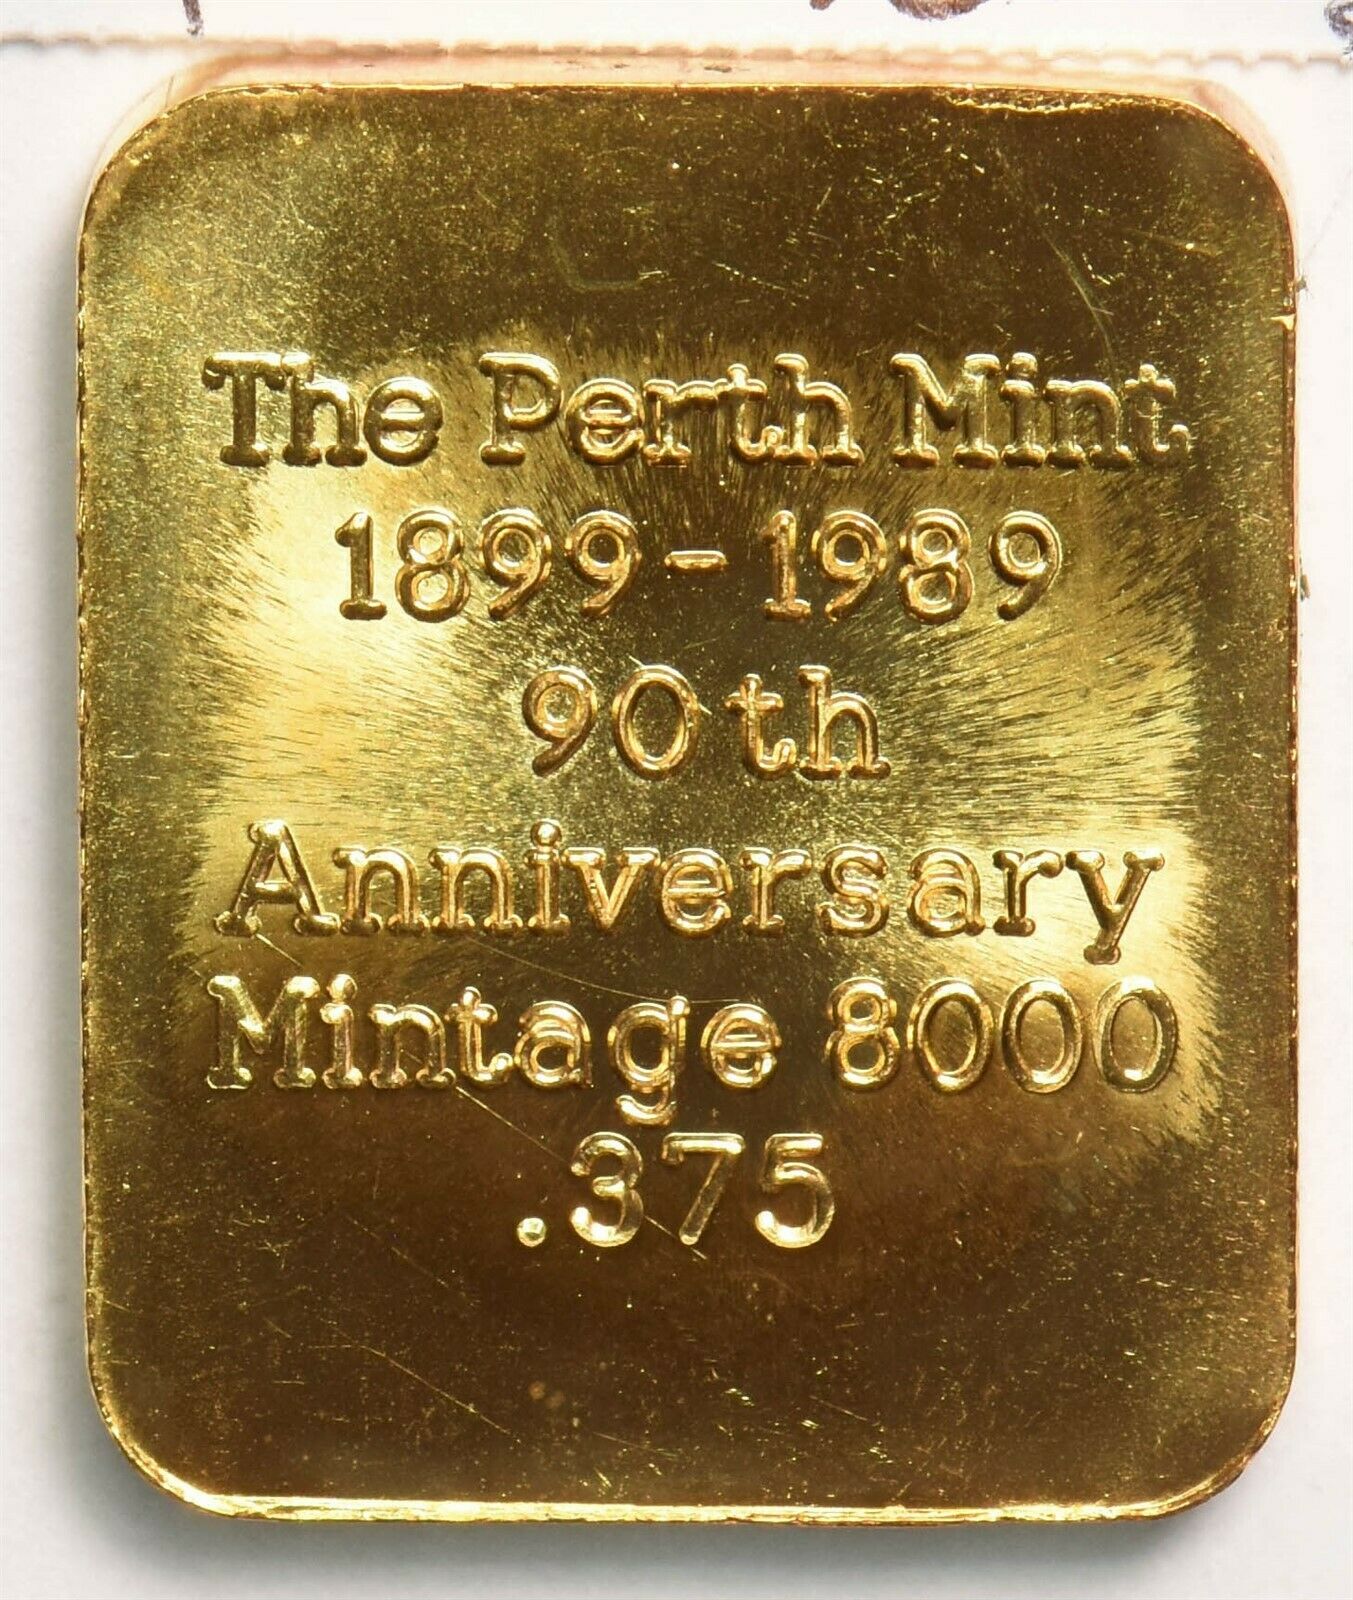 The Perth Mint
1899-1989
90th
Anniversary
Mintage 8000
.375